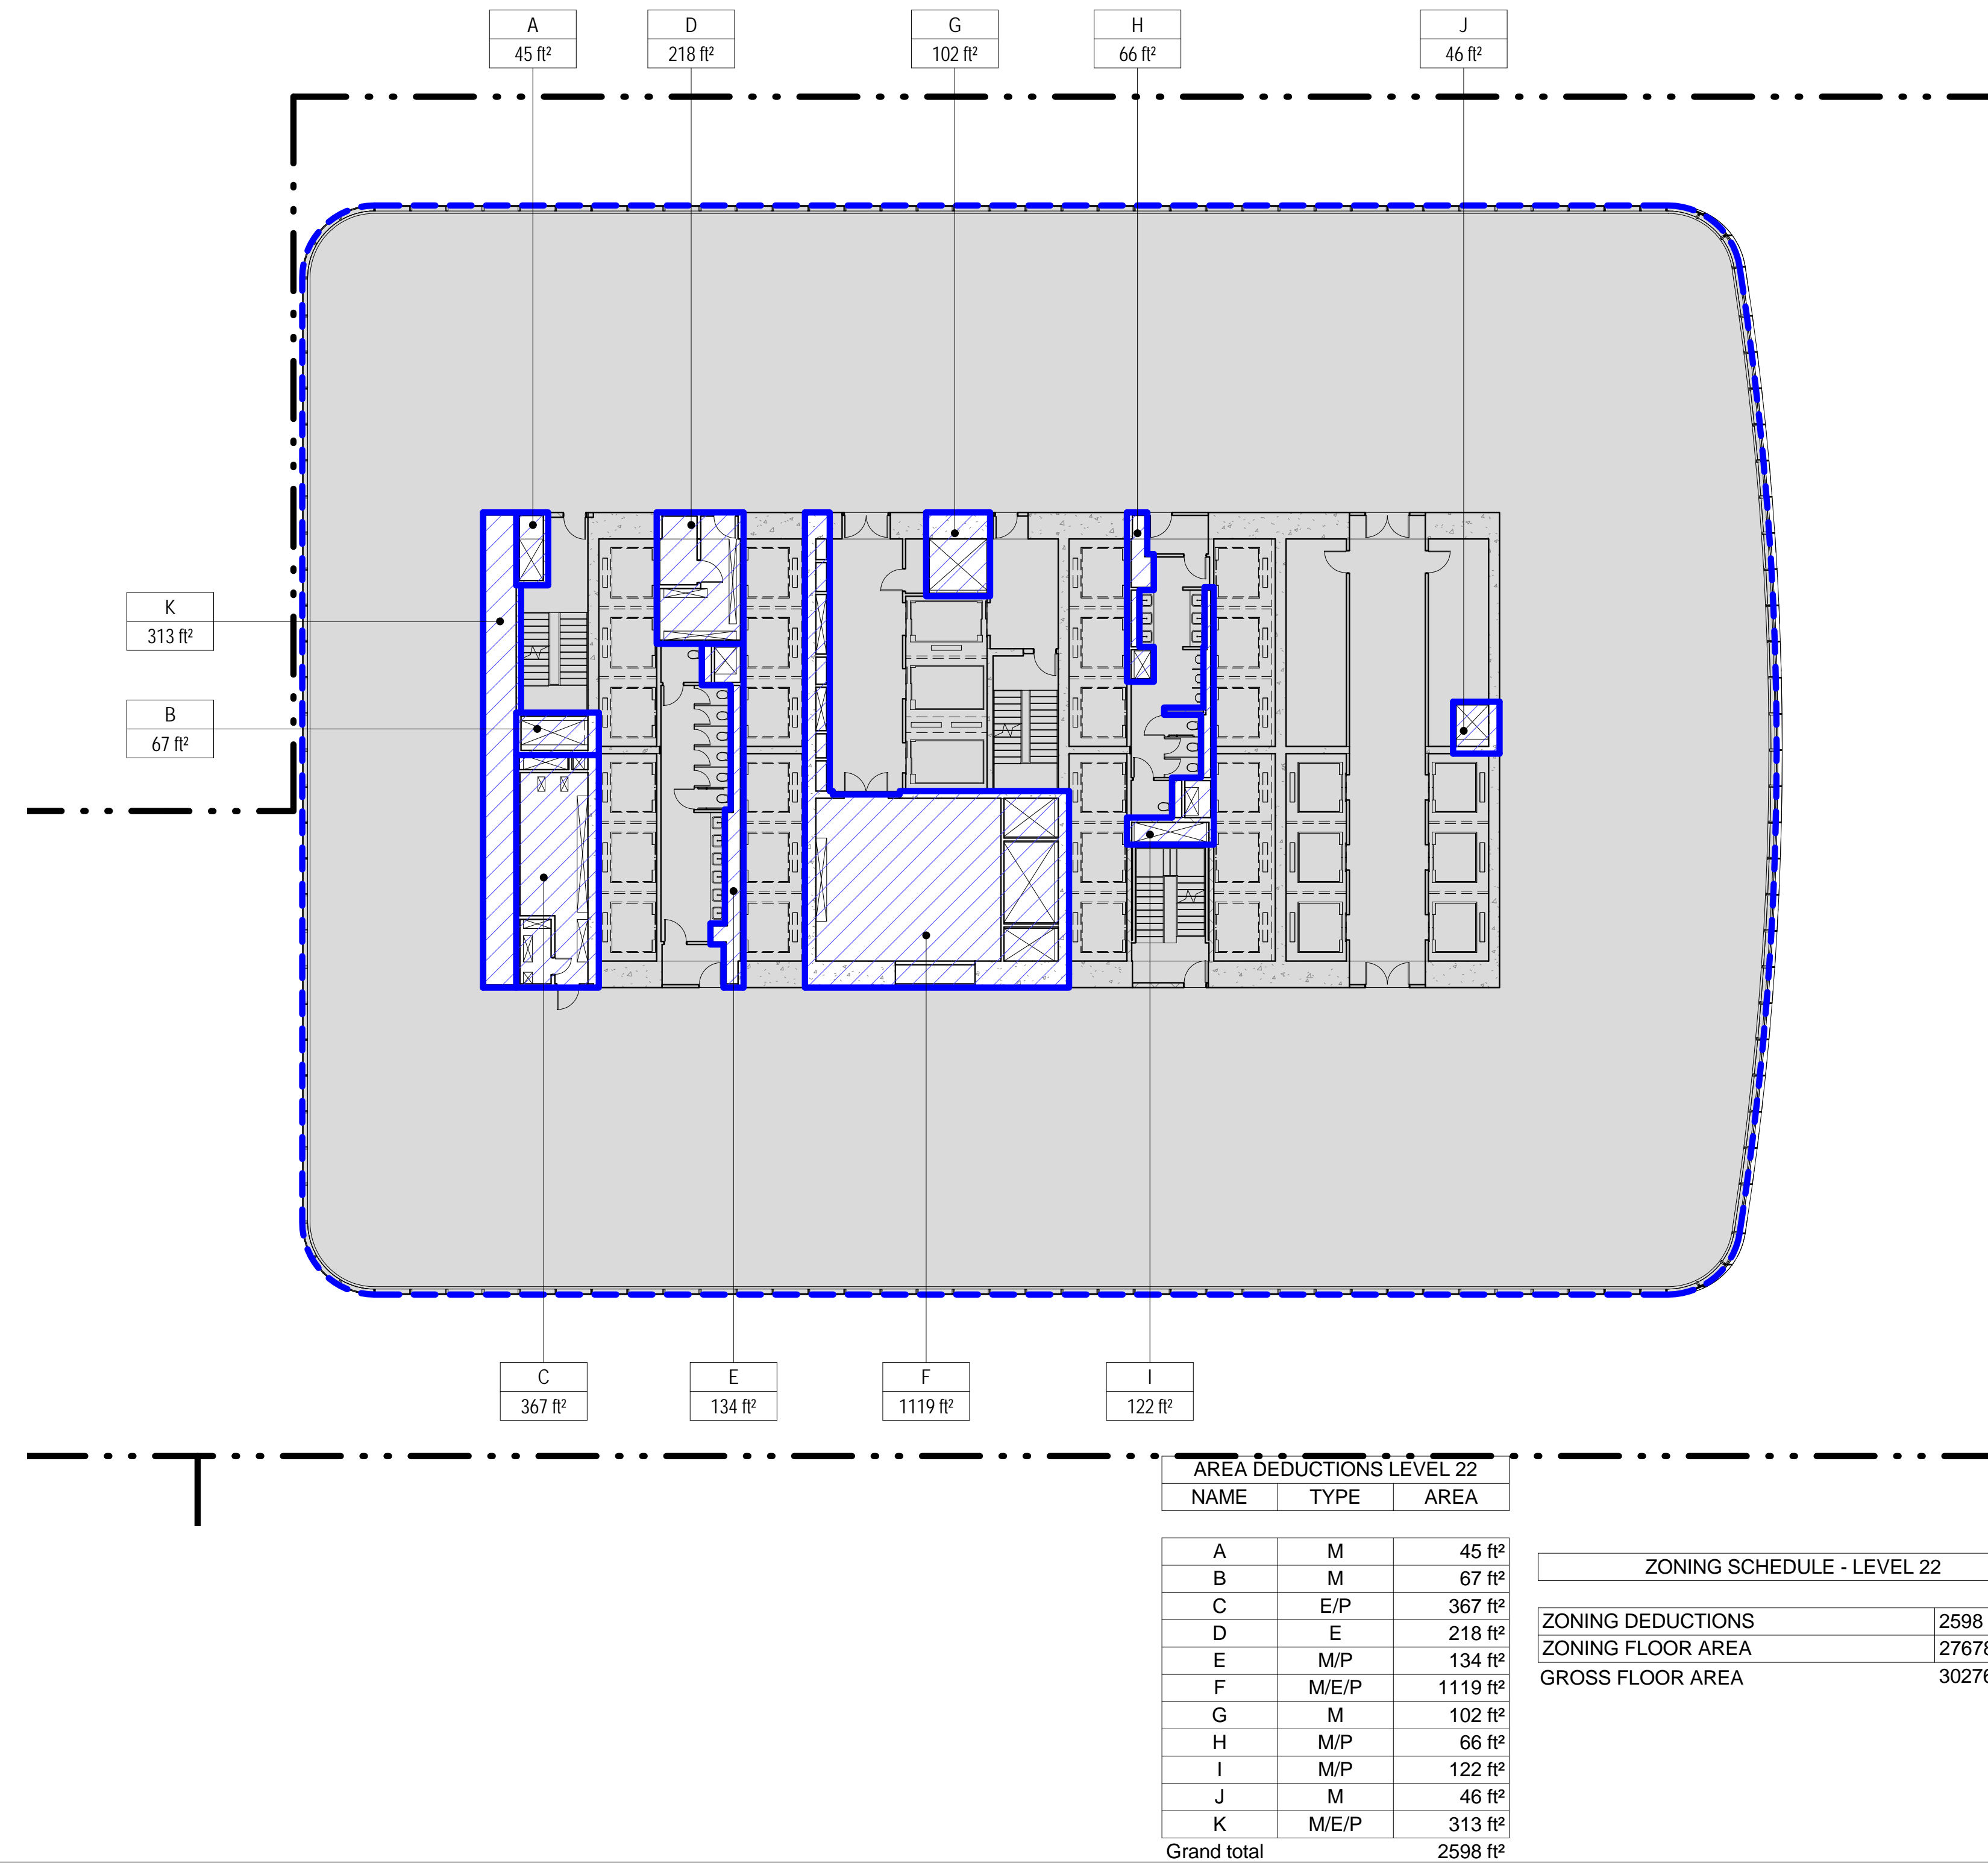 A D G H J
45 ft² 218 ft² 102 ft² 66 ft² 46 ft²
K
313 ft²
B
67 ft²
C E F I
367 ft² 134 ft² 1119 ft² 122 ft²
AREA DEDUCTIONS LEVEL 22
NAME TYPE AREA
A M 45 ft²
B M 67 ft²
C E/P 367 ft²
D E 218 ft²
E M/P 134 ft²
F M/E/P 1119 ft²
G M 102 ft²
H M/P 66 ft²
I M/P 122 ft²
J M 46 ft²
K M/E/P 313 ft²
Grand total 2598 ft²
ZONING SCHEDULE - LEVEL 22
ZONING DEDUCTIONS 2598
ZONING FLOOR AREA 27678
GROSS FLOOR AREA 30276